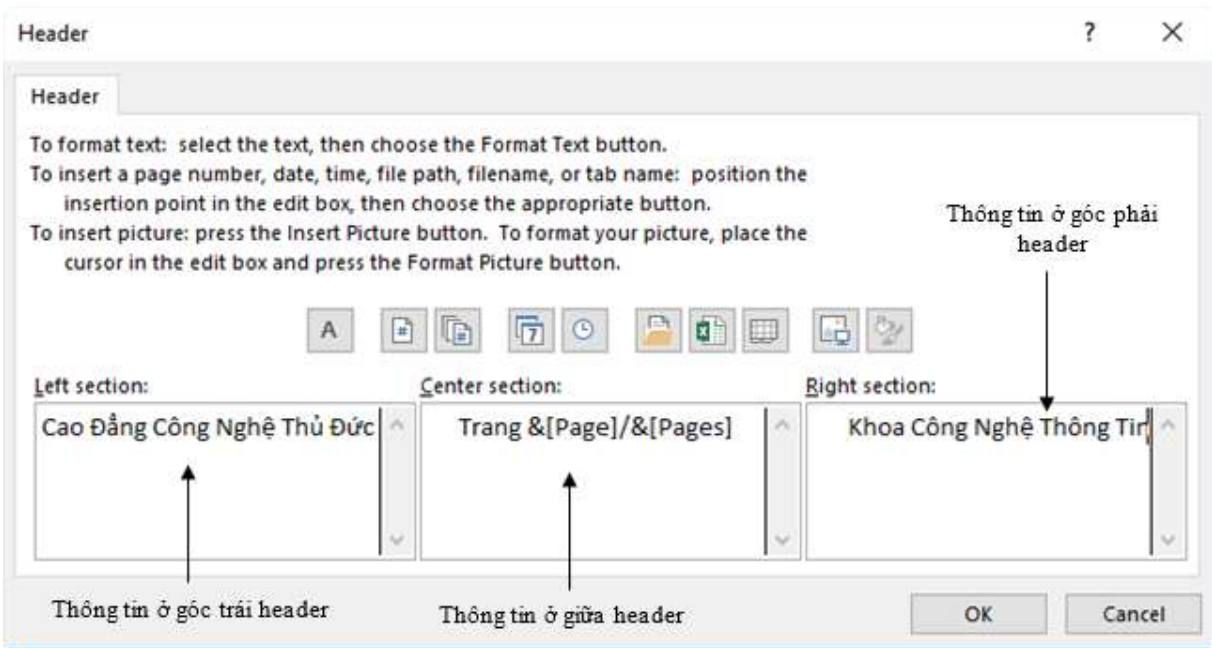 Header
?
Header
To format text: select the text, then choose the Format Text button.
To insert a page number, date, time, file path, filename, or tab name: position the
insertion point in the edit box, then choose the appropriate button.
To insert picture: press the Insert Picture button. To format your picture, place the
cursor in the edit box and press the Format Picture button.
Thông tin ở góc phải
header
A
Left section:
Center section:
Right section:
Cao Đẳng Công Nghệ Thủ Đức
Trang &[Page]/&[Pages]
Khoa Công Nghệ Thông Tin
Thông tin ở góc trái header
Thông tin ở giữa header
OK
Cancel